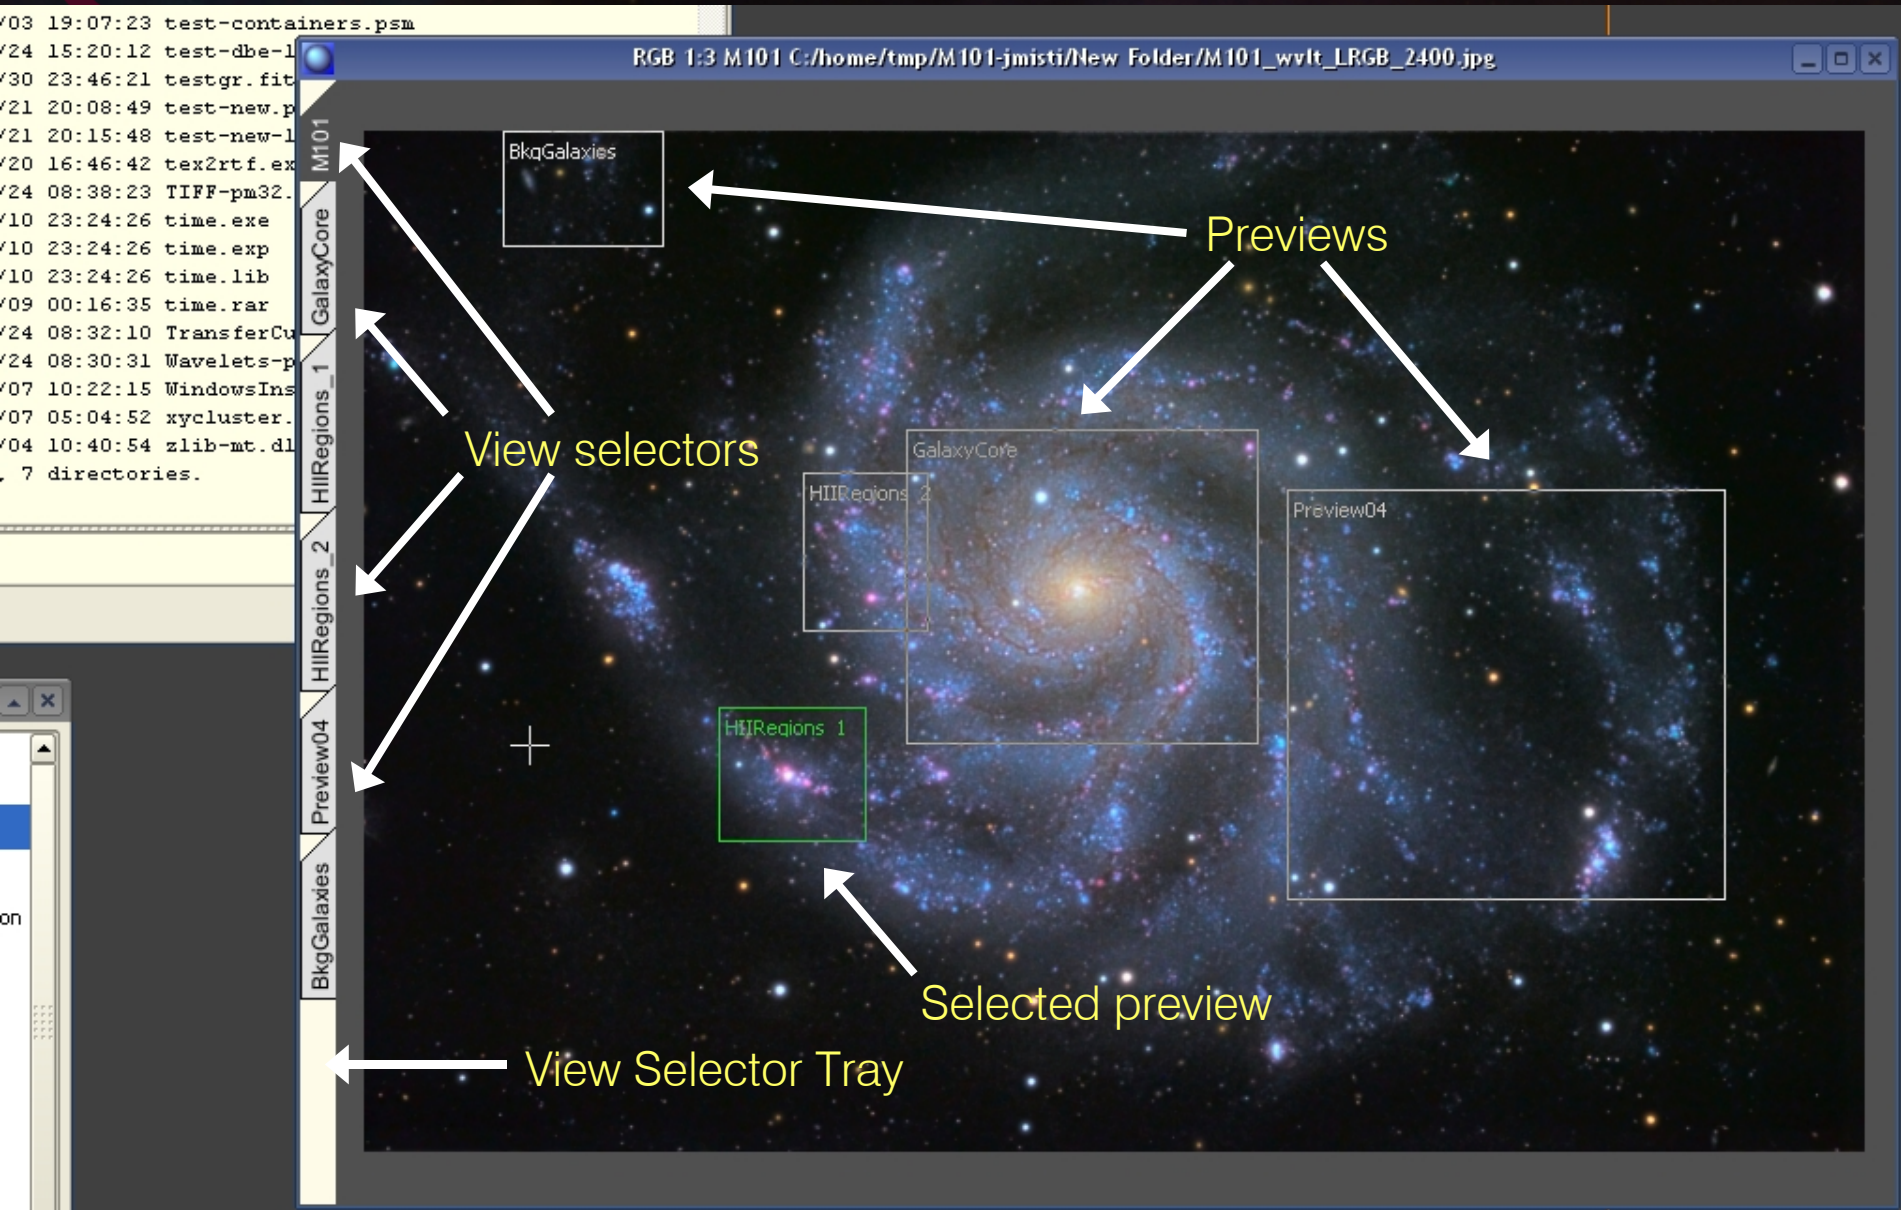 /03 19:07:23 test-containers.psm
/24 15:20:12 test-dbe-l
/30 23:46:21 testgr.fit
/21 20:08:49 test-new.p
/21 20:15:48 test-new-l
/20 16:46:42 tex2rtf.ex
/24 08:38:23 TIFF-pm32.
/10 23:24:26 time.exe
/10 23:24:26 time.exp
/10 23:24:26 time.lib
/09 00:16:35 time.rar
/24 08:32:10 TransferCu
/24 08:30:31 Wavelets-p
/07 10:22:15 WindowsIns
/07 05:04:52 xycluster.
/04 10:40:54 zlib-mt.dl
, 7 directories.
on
RGB 1:3 M101 C:/home/tmp/M101-jmisti/New Folder/M101_wvlt_LRGB_2400.jpg
M101
GalaxyCore
HIIRegions_1
HIIRegions_2
Preview04
BkgGalaxies
BkgGalaxies
Previews
View selectors
GalaxyCore
HIIRegions_2
Preview04
HIIRegions_1
Selected preview
View Selector Tray